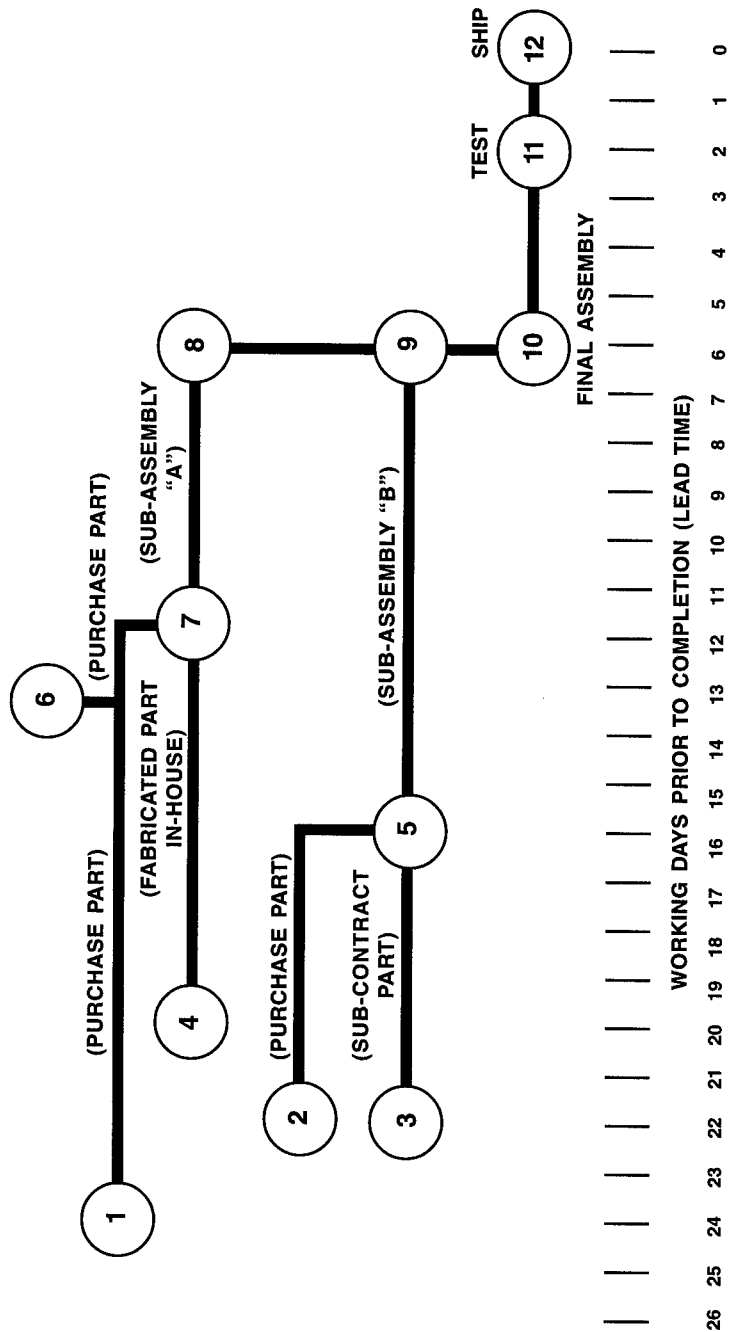 SHIP
12
TEST
11
FINAL ASSEMBLY
10
8
9
(SUB-ASSEMBLY
“A”)
(SUB-ASSEMBLY “B”)
(PURCHASE PART)
6
7
(FABRICATED PART
IN-HOUSE)
(PURCHASE PART)
5
(PURCHASE PART)
(SUB-CONTRACT
PART)
4
2
3
1
26 25 24 23 22 21 20 19 18 17 16 15 14 13 12 11 10 9 8 7 6 5 4 3 2 1 0
WORKING DAYS PRIOR TO COMPLETION (LEAD TIME)